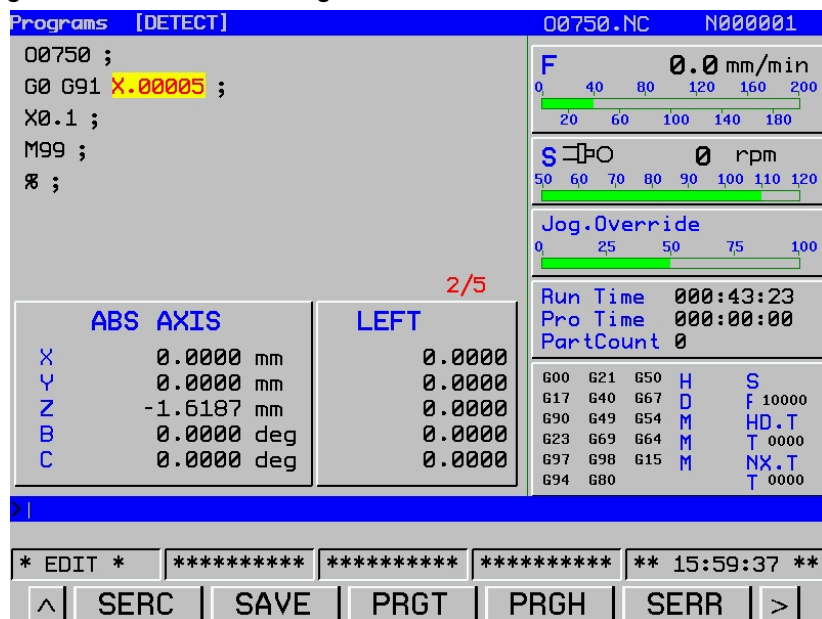 Programs [DETECT] O0750.NC N000001
O0750 ;
G0 G91 X.00005 ;
X0.1 ;
M99 ;
% ;
2/5
F 0.0 mm/min
0 40 80 120 160 200
20 60 100 140 180
S 0 rpm
50 60 70 80 90 100 110 120
Jog.Override
0 25 50 75 100
Run Time 000:43:23
Pro Time 000:00:00
PartCount 0
ABS AXIS LEFT
X 0.0000 mm 0.0000
Y 0.0000 mm 0.0000
Z -1.6187 mm 0.0000
B 0.0000 deg 0.0000
C 0.0000 deg 0.0000
G00 G21 G50 H S
G17 G40 G67 D F 10000
G90 G49 G54 M HD.T
G23 G69 G64 M T 0000
G97 G98 G15 M NX.T
G94 G80 T 0000
>
* EDIT * ********** ********** ********** ** 15:59:37 **
^ SERC SAVE PRGT PRGH SERR >